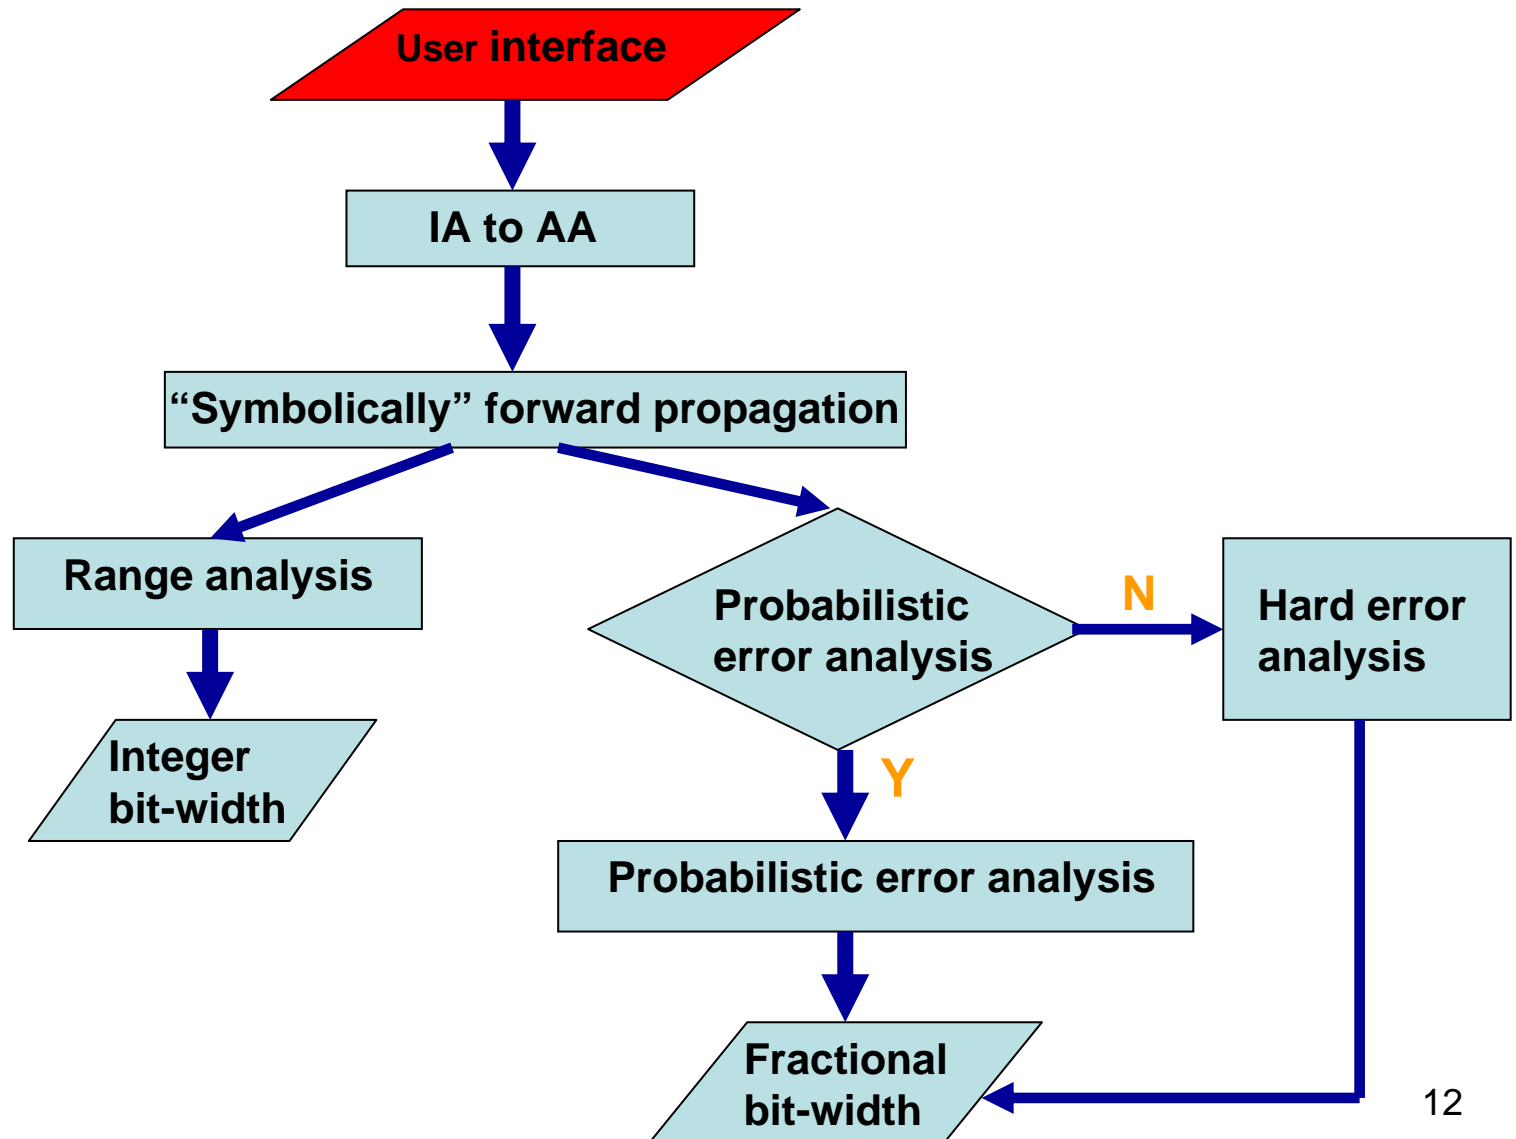 User interface
IA to AA
“Symbolically” forward propagation
Range analysis
Probabilistic
error analysis
N
Hard error
analysis
Integer
bit-width
Y
Probabilistic error analysis
Fractional
bit-width
12